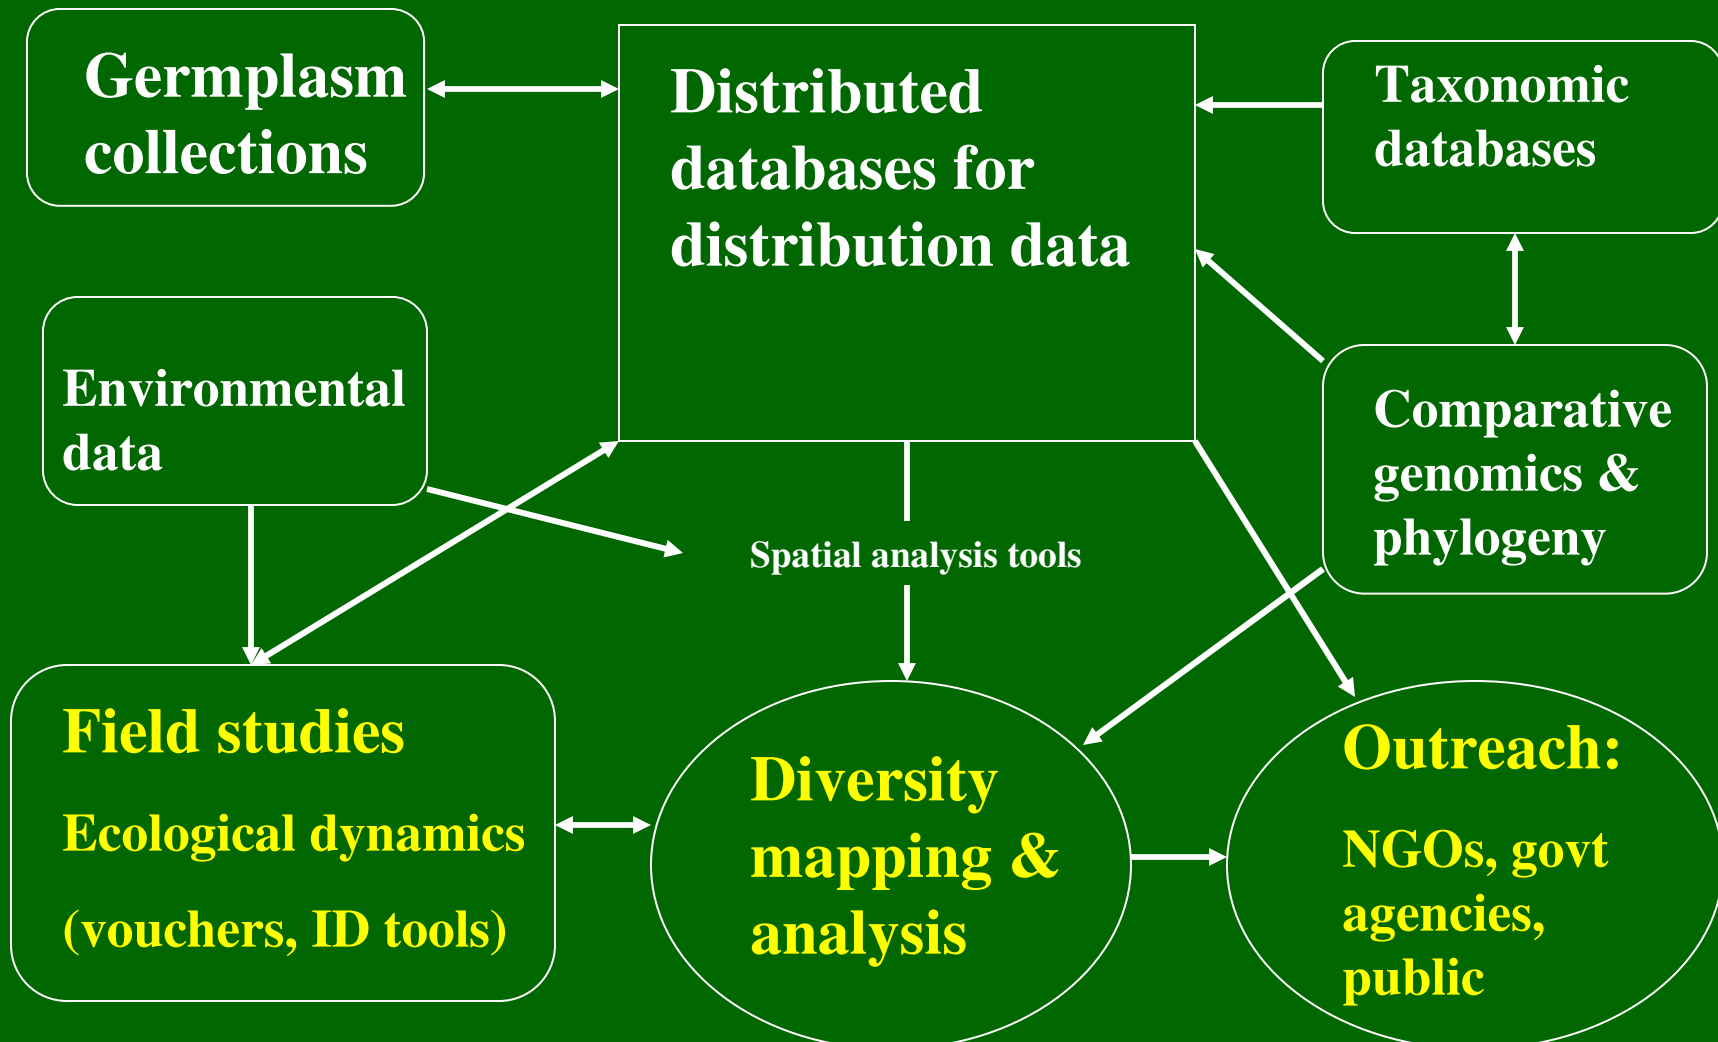 Germplasm
collections
Distributed
databases for
distribution data
Taxonomic
databases
Environmental
data
Comparative
genomics &
phylogeny
Spatial analysis tools
Field studies
Ecological dynamics
(vouchers, ID tools)
Diversity
mapping &
analysis
Outreach:
NGOs, govt
agencies,
public